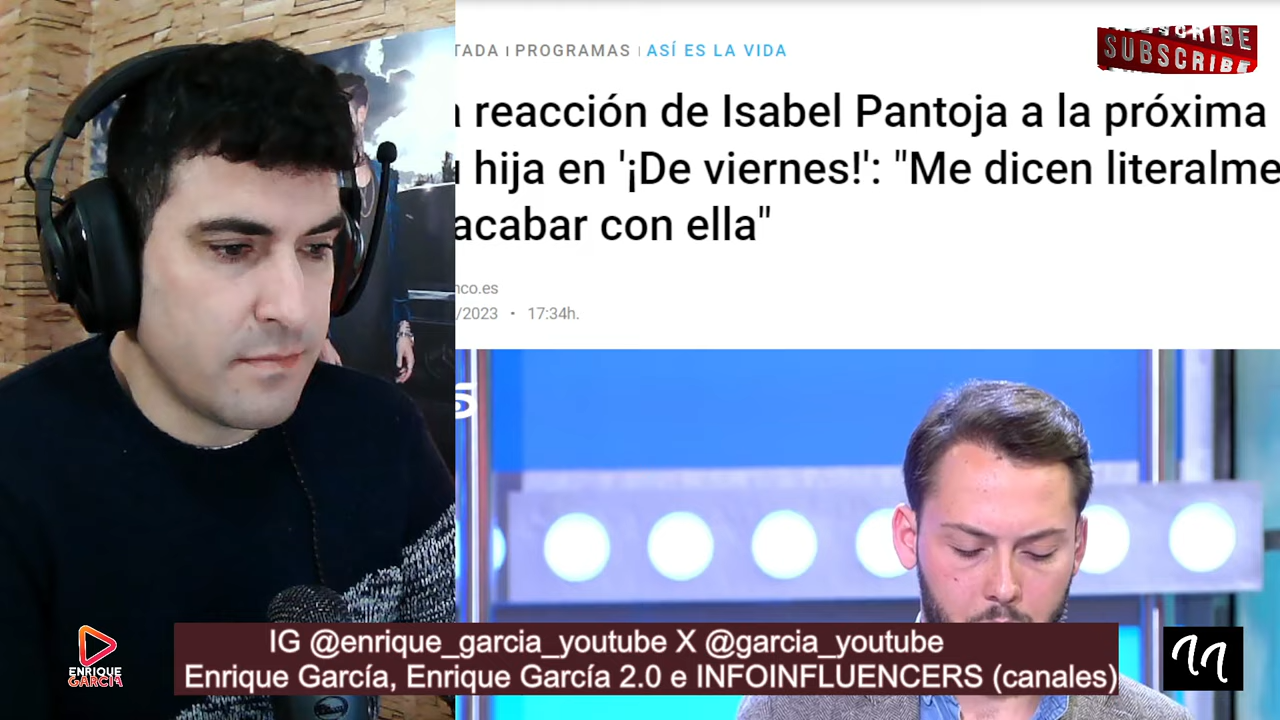 TADA | PROGRAMAS | ASÍ ES LA VIDA
SUBSCRIBE
SUBSCRIBE
reacción de Isabel Pantoja a la próxima
hija en '¡De viernes!': "Me dicen literalme
acabar con ella"
nco.es
/2023 • 17:34h.
IG @enrique_garcia_youtube X @garcia_youtube
Enrique García, Enrique García 2.0 e INFOINFLUENCERS (canales)
ENRIQUE
GARCÍA